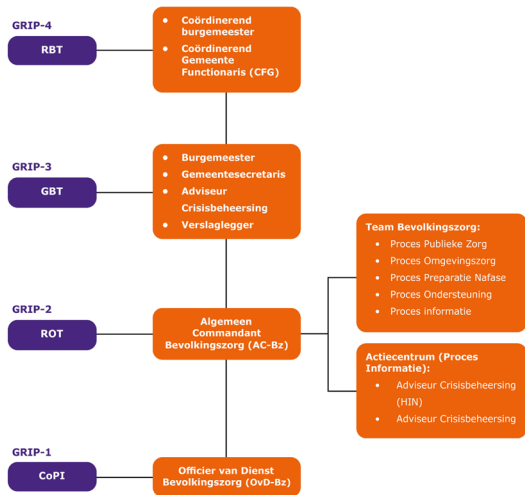 GRIP-4
RBT
• Coördinerend
burgemeester
• Coördinerend
Gemeente
Functionaris (CFG)
GRIP-3
GBT
• Burgemeester
• Gemeentesecretaris
• Adviseur
Crisisbeheersing
• Verslaglegger
GRIP-2
ROT
Algemeen
Commandant
Bevolkingszorg (AC-Bz)
Team Bevolkingszorg:
• Proces Publieke Zorg
• Proces Omgevingszorg
• Proces Preparatie Nafase
• Proces Ondersteuning
• Proces informatie
Actiecentrum (Proces
Informatie):
• Adviseur Crisisbeheersing
(HIN)
• Adviseur Crisisbeheersing
GRIP-1
CoPI
Officier van Dienst
Bevolkingszorg (OvD-Bz)